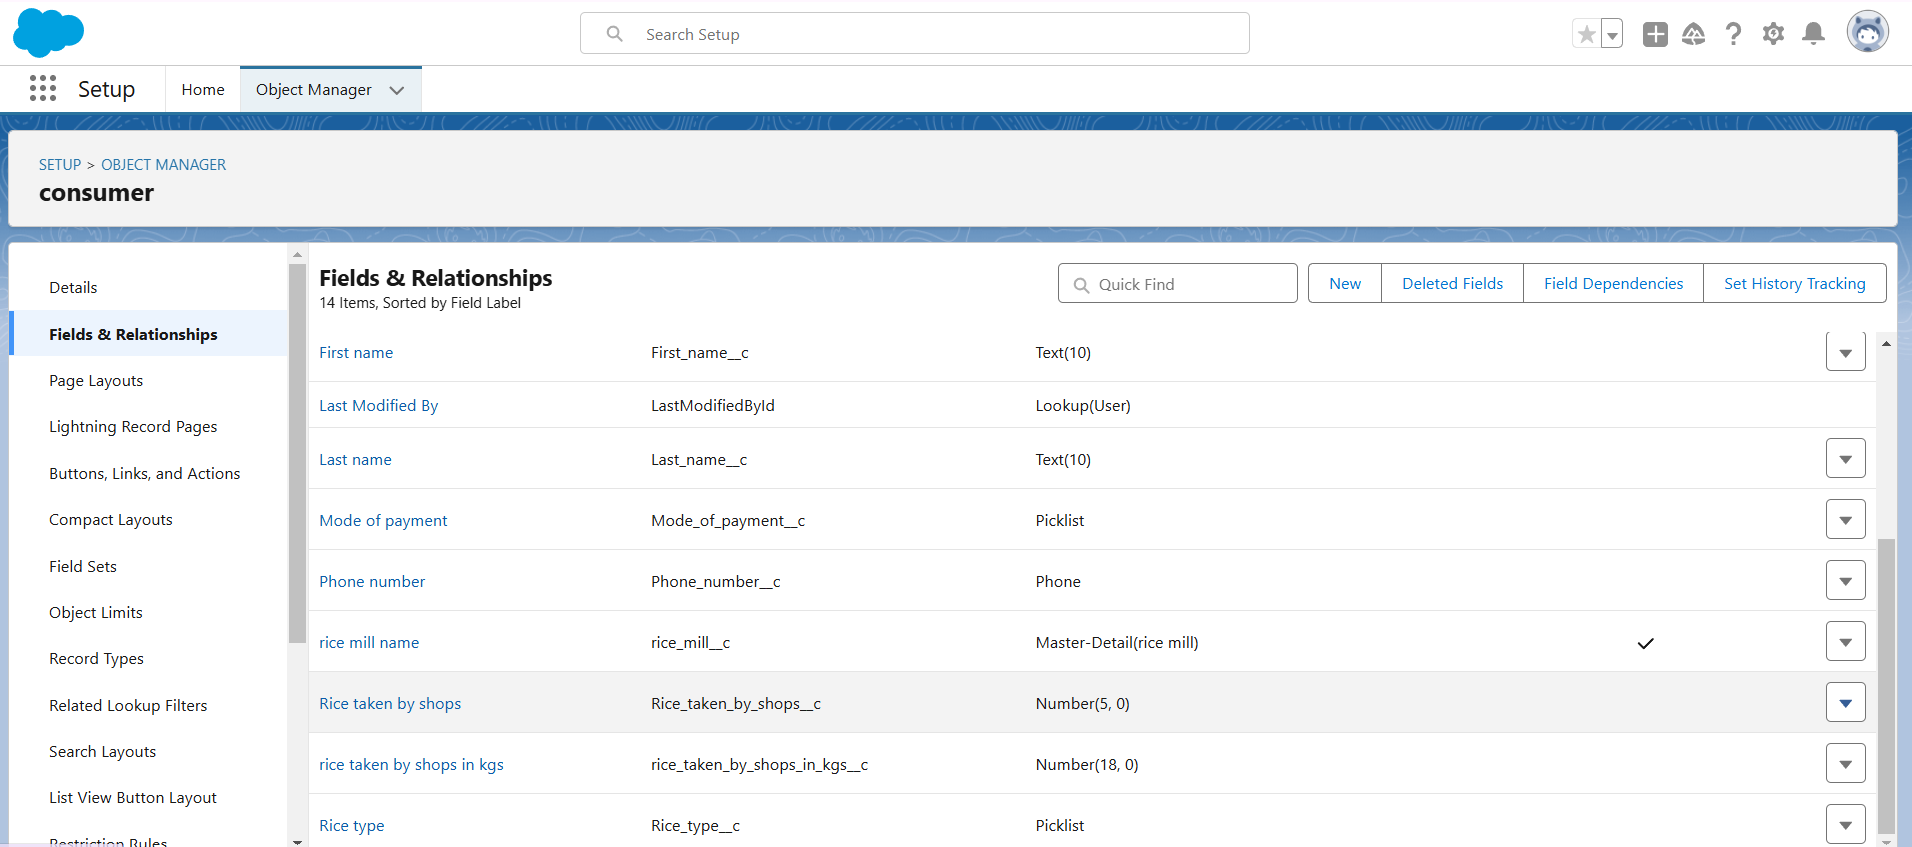 Search Setup
Setup
Home
Object Manager
SETUP > OBJECT MANAGER
consumer
Details
Fields & Relationships
Page Layouts
Lightning Record Pages
Buttons, Links, and Actions
Compact Layouts
Field Sets
Object Limits
Record Types
Related Lookup Filters
Search Layouts
List View Button Layout
Restriction Rules
Fields & Relationships
14 Items, Sorted by Field Label
Quick Find
New
Deleted Fields
Field Dependencies
Set History Tracking
First name First_name__c Text(10)
Last Modified By LastModifiedById Lookup(User)
Last name Last_name__c Text(10)
Mode of payment Mode_of_payment__c Picklist
Phone number Phone_number__c Phone
rice mill name rice_mill__c Master-Detail(rice mill)
Rice taken by shops Rice_taken_by_shops__c Number(5, 0)
rice taken by shops in kgs rice_taken_by_shops_in_kgs__c Number(18, 0)
Rice type Rice_type__c Picklist